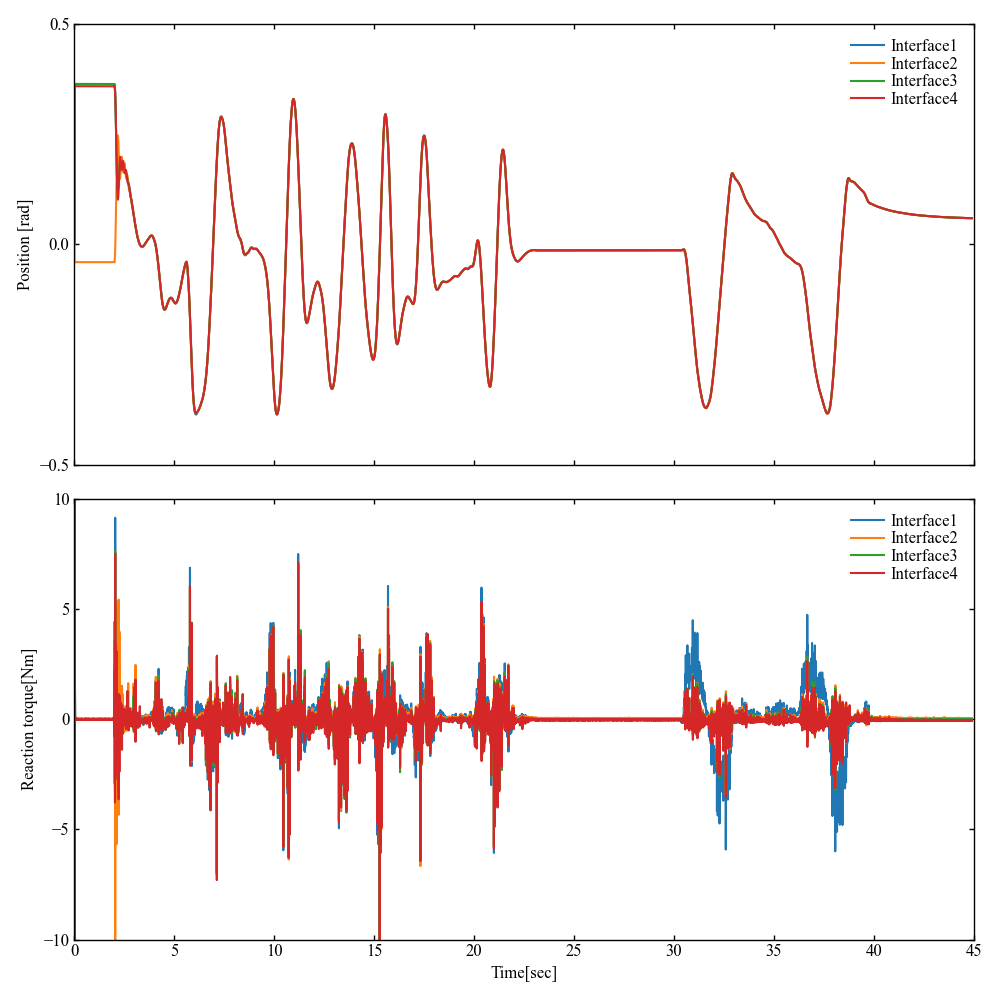 0.5
Interface1
Interface2
Interface3
Interface4
0.0
Position [rad]
−0.5
10
Interface1
Interface2
Interface3
Interface4
5
0
Reaction torque[Nm]
−5
−10
0 5 10 15 20 25 30 35 40 45
Time[sec]